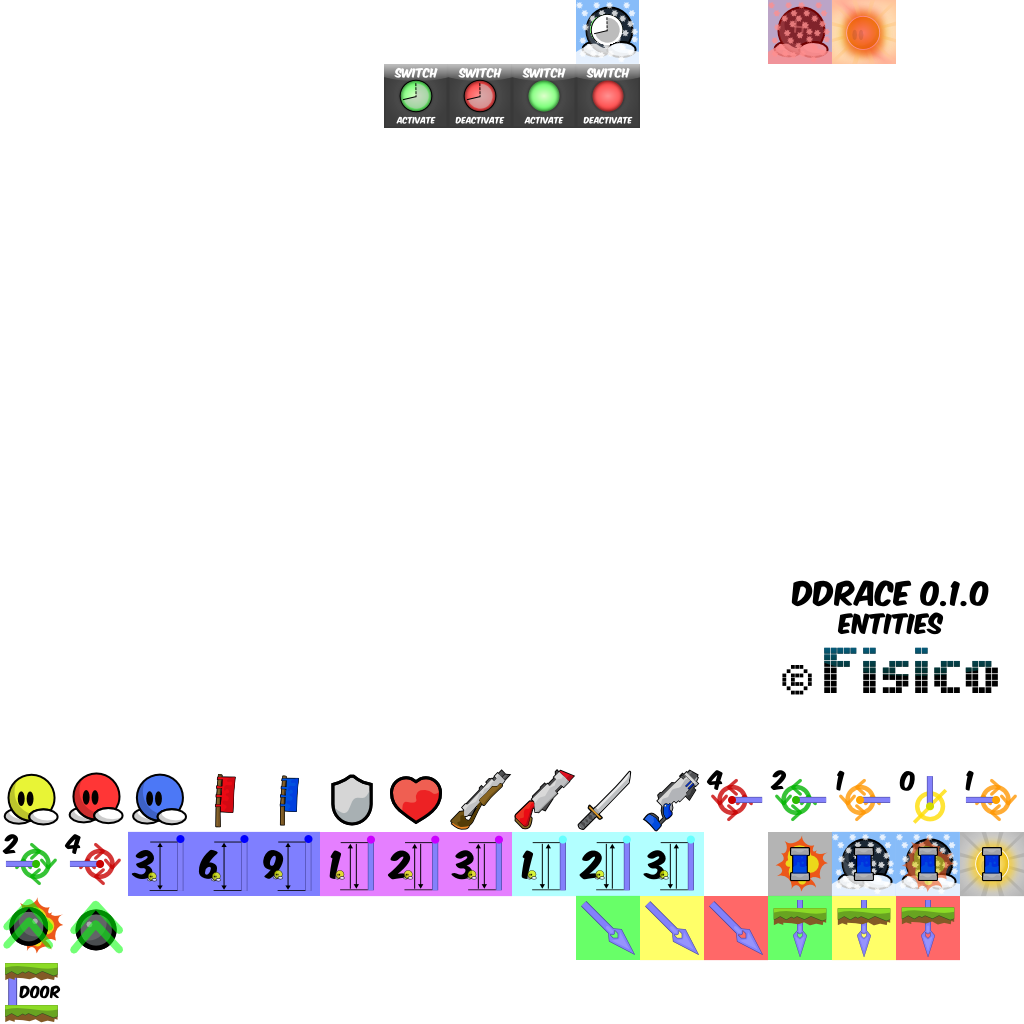 SWITCH SWITCH SWITCH SWITCH
ACTIVATE DEACTIVATE ACTIVATE DEACTIVATE
DDRACE 0.1.0
ENTITIES
© Fisico
4 2 1 0 1
2 4 3 6 9 1 2 3 1 2 3
DOOR